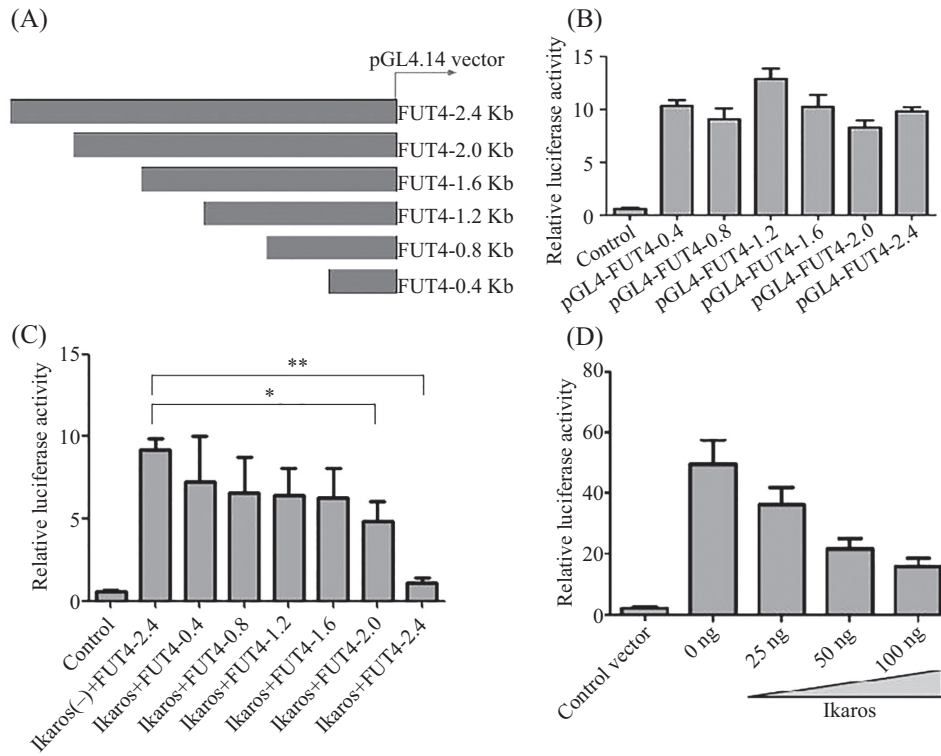 (A)
pGL4.14 vector
FUT4-2.4 Kb
FUT4-2.0 Kb
FUT4-1.6 Kb
FUT4-1.2 Kb
FUT4-0.8 Kb
FUT4-0.4 Kb
(B)
Relative luciferase activity
15
10
5
0
Control
pGL4-FUT4-0.4
pGL4-FUT4-0.8
pGL4-FUT4-1.2
pGL4-FUT4-1.6
pGL4-FUT4-2.0
pGL4-FUT4-2.4
(C)
Relative luciferase activity
15
10
5
0
**
*
Control
Ikaros(−)+FUT4-2.4
Ikaros+FUT4-0.4
Ikaros+FUT4-0.8
Ikaros+FUT4-1.2
Ikaros+FUT4-1.6
Ikaros+FUT4-2.0
Ikaros+FUT4-2.4
(D)
Relative luciferase activity
80
60
40
20
0
Control vector
0 ng
25 ng
50 ng
100 ng
Ikaros